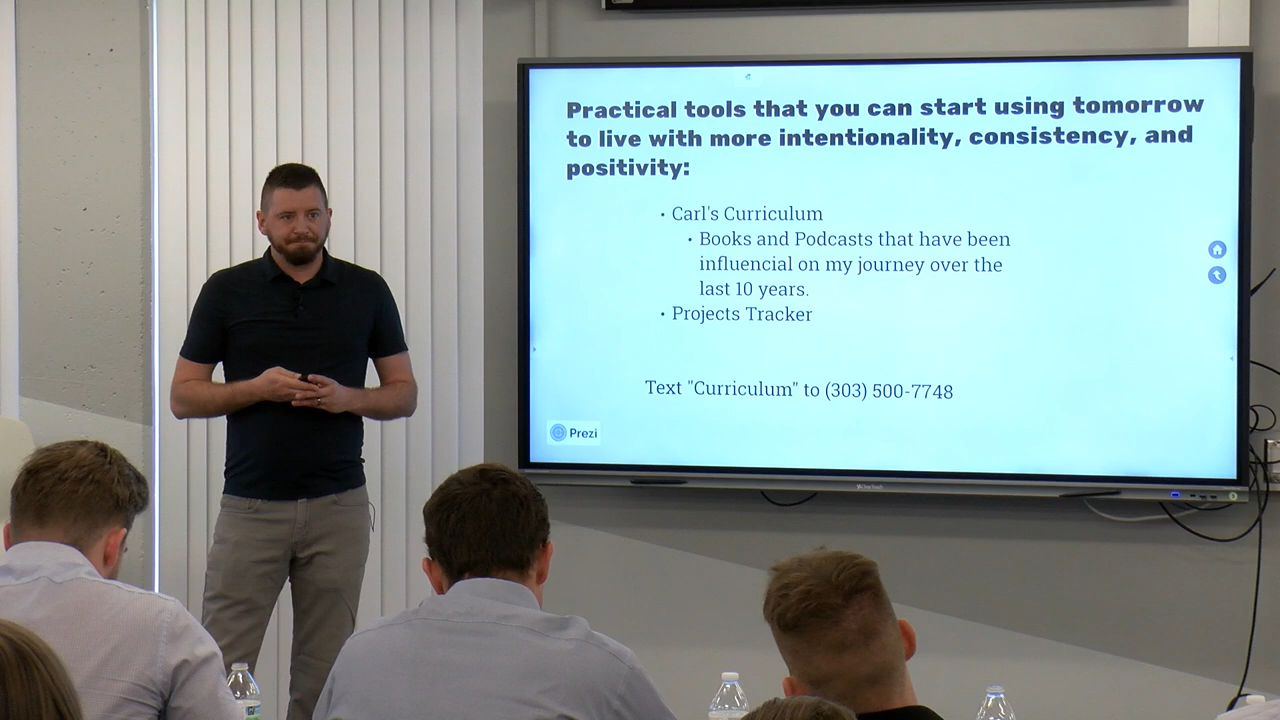 Practical tools that you can start using tomorrow
to live with more intentionality, consistency, and
positivity:
• Carl's Curriculum
• Books and Podcasts that have been
influencial on my journey over the
last 10 years.
• Projects Tracker
Text "Curriculum" to (303) 500-7748
Prezi
ClearTouch